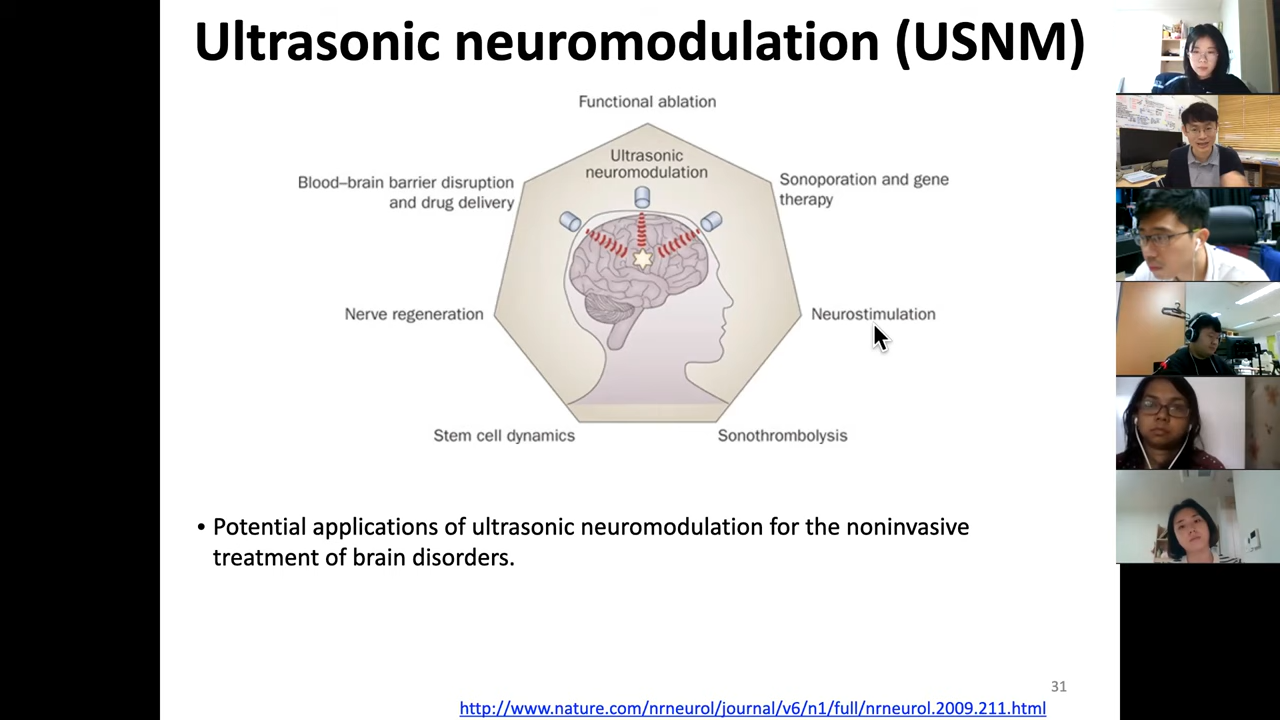 Ultrasonic neuromodulation (USNM)
Functional ablation
Ultrasonic
neuromodulation
Blood–brain barrier disruption
and drug delivery
Sonoporation and gene
therapy
Nerve regeneration
Neurostimulation
Stem cell dynamics
Sonothrombolysis
• Potential applications of ultrasonic neuromodulation for the noninvasive
treatment of brain disorders.
31
http://www.nature.com/nrneurol/journal/v6/n1/full/nrneurol.2009.211.html